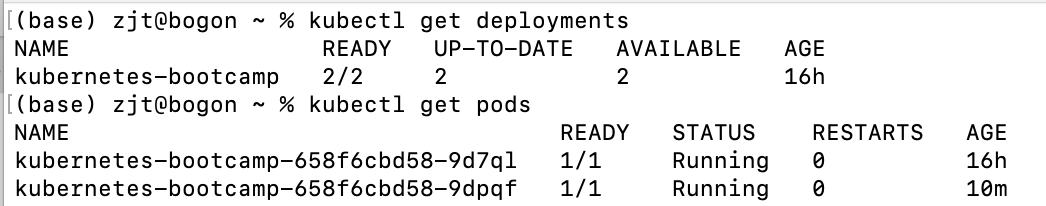 [(base) zjt@bogon ~ % kubectl get deployments
NAME READY UP-TO-DATE AVAILABLE AGE
kubernetes-bootcamp 2/2 2 2 16h
[(base) zjt@bogon ~ % kubectl get pods
NAME READY STATUS RESTARTS AGE
kubernetes-bootcamp-658f6cbd58-9d7ql 1/1 Running 0 16h
kubernetes-bootcamp-658f6cbd58-9dpqf 1/1 Running 0 10m